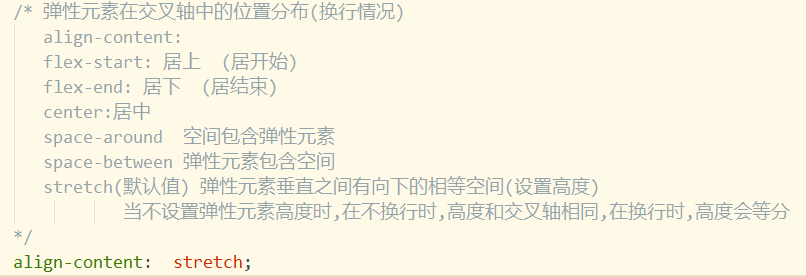 /* 弹性元素在交叉轴中的位置分布(换行情况)
align-content:
flex-start: 居上  (居开始)
flex-end: 居下  (居结束)
center:居中
space-around  空间包含弹性元素
space-between 弹性元素包含空间
stretch(默认值) 弹性元素垂直之间有向下的相等空间(设置高度)
当不设置弹性元素高度时,在不换行时,高度和交叉轴相同,在换行时,高度会等分
*/
align-content:  stretch;